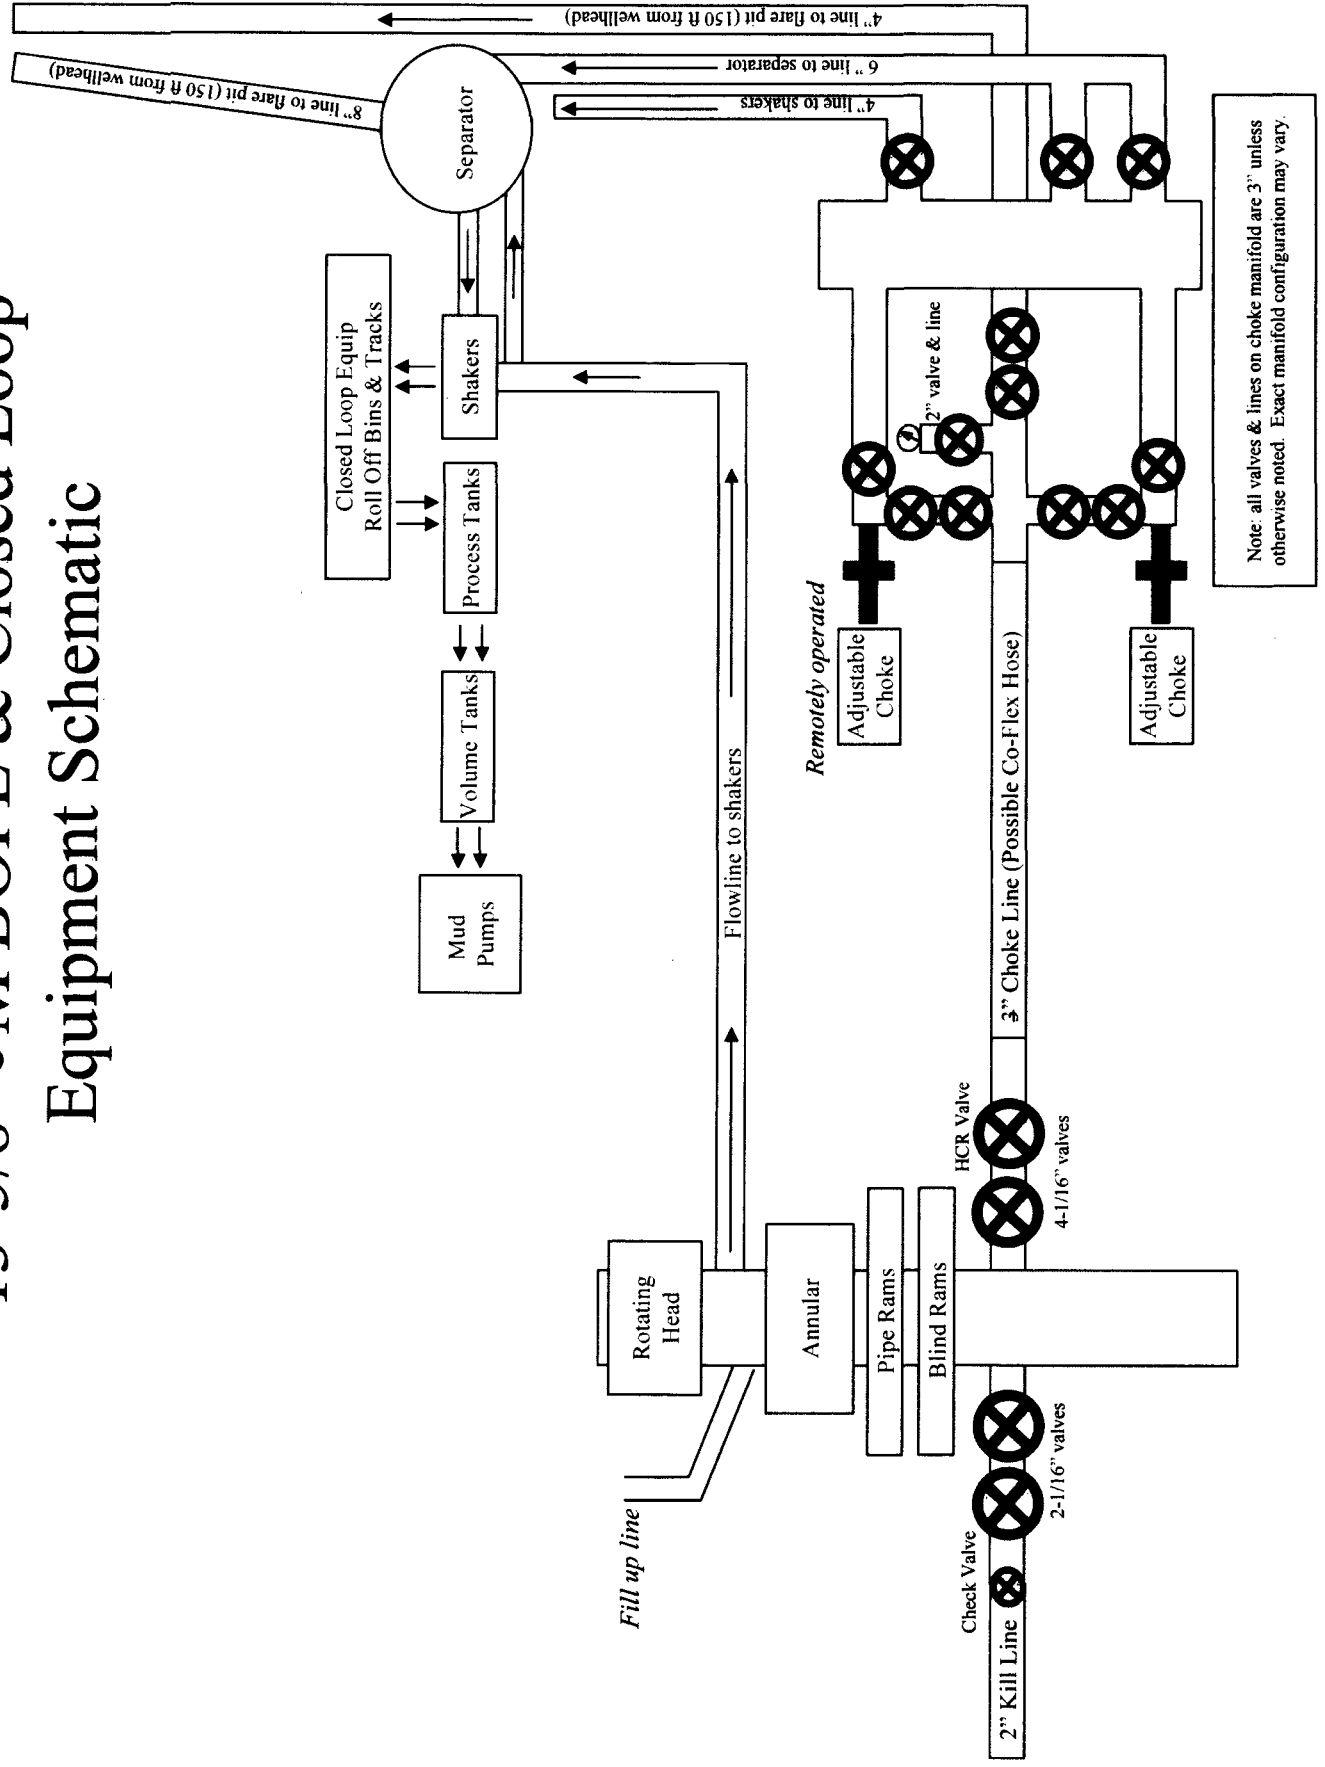 & Closed Loop
Equipment Schematic
4” line to flare pit (150 ft from wellhead)
8” line to flare pit (150 ft from wellhead)
6” line to separator
4” line to shakers
Separator
Closed Loop Equip
Roll Off Bins & Tracks
Shakers
Process Tanks
Volume Tanks
Mud
Pumps
Flowline to shakers
Fill up line
Rotating
Head
Annular
Pipe Rams
Blind Rams
2” Kill Line
Check Valve
2-1/16” valves
HCR Valve
4-1/16” valves
3” Choke Line (Possible Co-Flex Hose)
2” valve & line
Remotely operated
Adjustable
Choke
Adjustable
Choke
Note: all valves & lines on choke manifold are 3” unless
otherwise noted. Exact manifold configuration may vary.